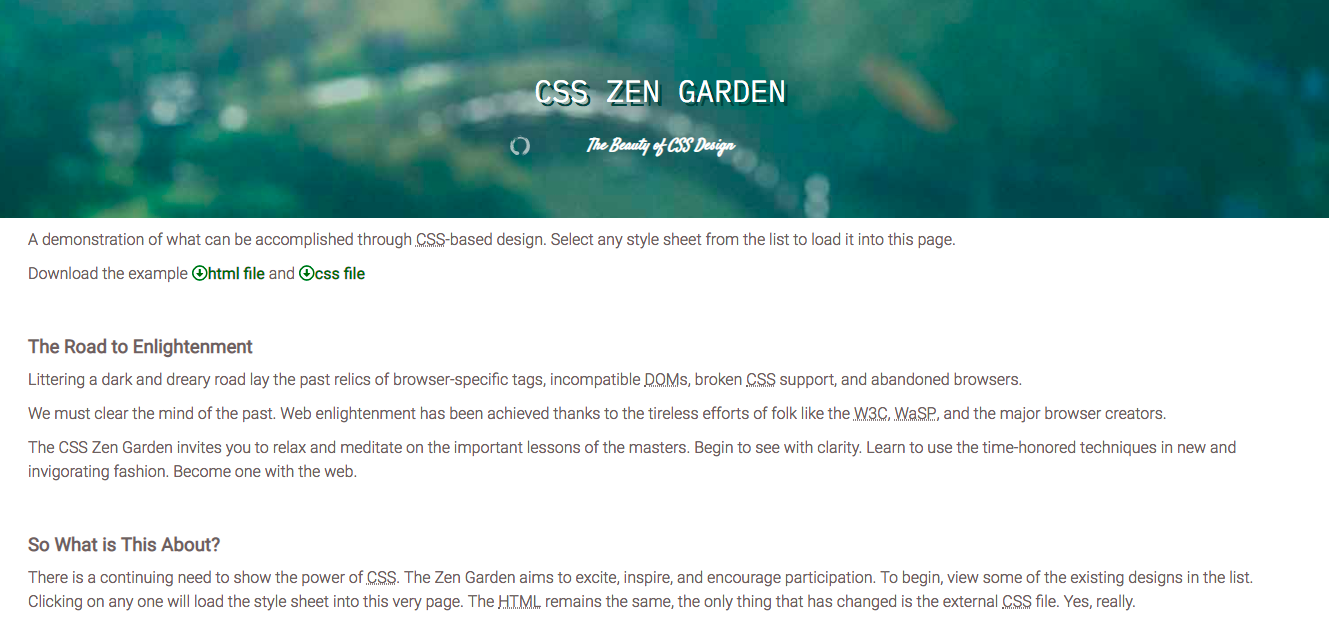 CSS ZEN GARDEN
The Beauty of CSS Design
A demonstration of what can be accomplished through CSS-based design. Select any style sheet from the list to load it into this page.
Download the example html file and css file
The Road to Enlightenment
Littering a dark and dreary road lay the past relics of browser-specific tags, incompatible DOMs, broken CSS support, and abandoned browsers.
We must clear the mind of the past. Web enlightenment has been achieved thanks to the tireless efforts of folk like the W3C, WaSP, and the major browser creators.
The CSS Zen Garden invites you to relax and meditate on the important lessons of the masters. Begin to see with clarity. Learn to use the time-honored techniques in new and
invigorating fashion. Become one with the web.
So What is This About?
There is a continuing need to show the power of CSS. The Zen Garden aims to excite, inspire, and encourage participation. To begin, view some of the existing designs in the list.
Clicking on any one will load the style sheet into this very page. The HTML remains the same, the only thing that has changed is the external CSS file. Yes, really.